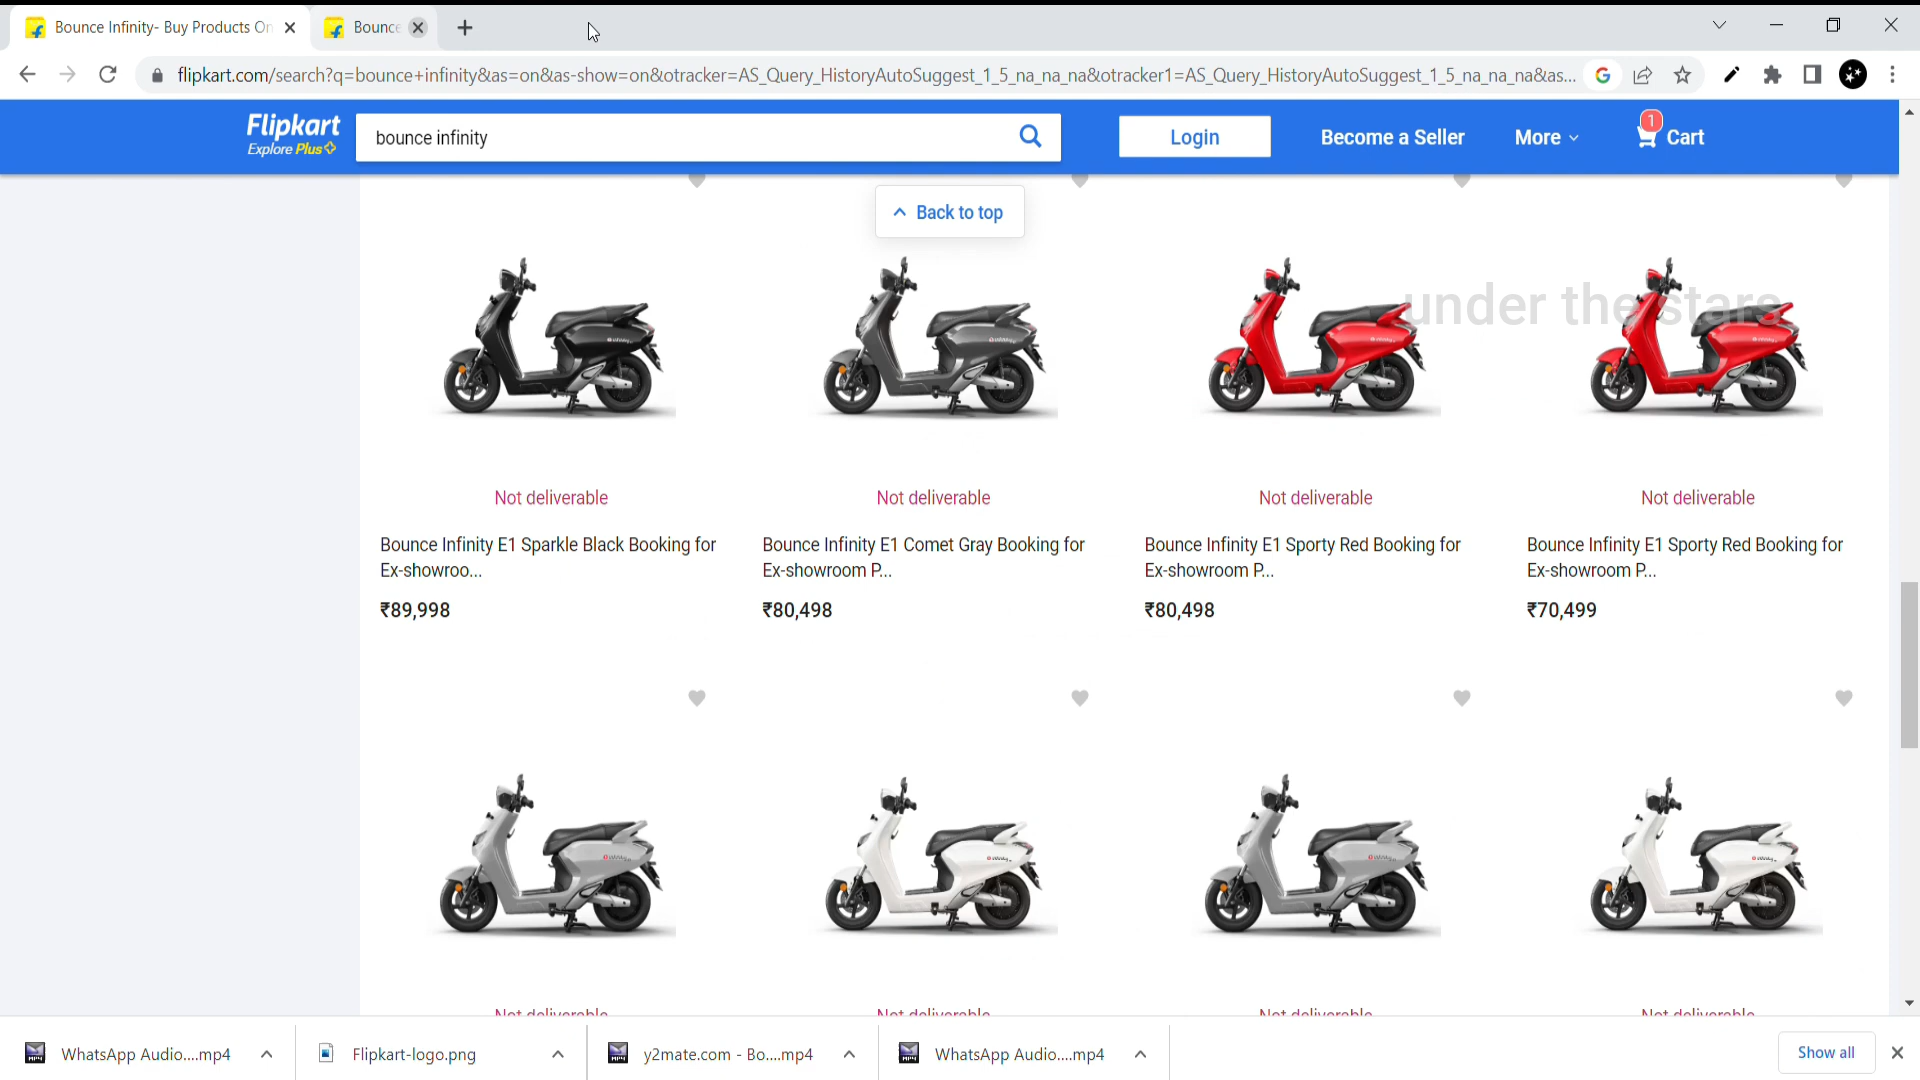 Bounce Infinity- Buy Products On
Bounce
flipkart.com/search?q=bounce+infinity&as=on&as-show=on&otracker=AS_Query_HistoryAutoSuggest_1_5_na_na_na&otracker1=AS_Query_HistoryAutoSuggest_1_5_na_na_na&as...
Flipkart
Explore Plus
bounce infinity
Login
Become a Seller
More
1
Cart
Back to top
under the stars
Not deliverable
Not deliverable
Not deliverable
Not deliverable
Bounce Infinity E1 Sparkle Black Booking for
Ex-showroo...
₹89,998
Bounce Infinity E1 Comet Gray Booking for
Ex-showroom P...
₹80,498
Bounce Infinity E1 Sporty Red Booking for
Ex-showroom P...
₹80,498
Bounce Infinity E1 Sporty Red Booking for
Ex-showroom P...
₹70,499
Not deliverable
Not deliverable
Not deliverable
Not deliverable
WhatsApp Audio....mp4
Flipkart-logo.png
y2mate.com - Bo....mp4
WhatsApp Audio....mp4
Show all